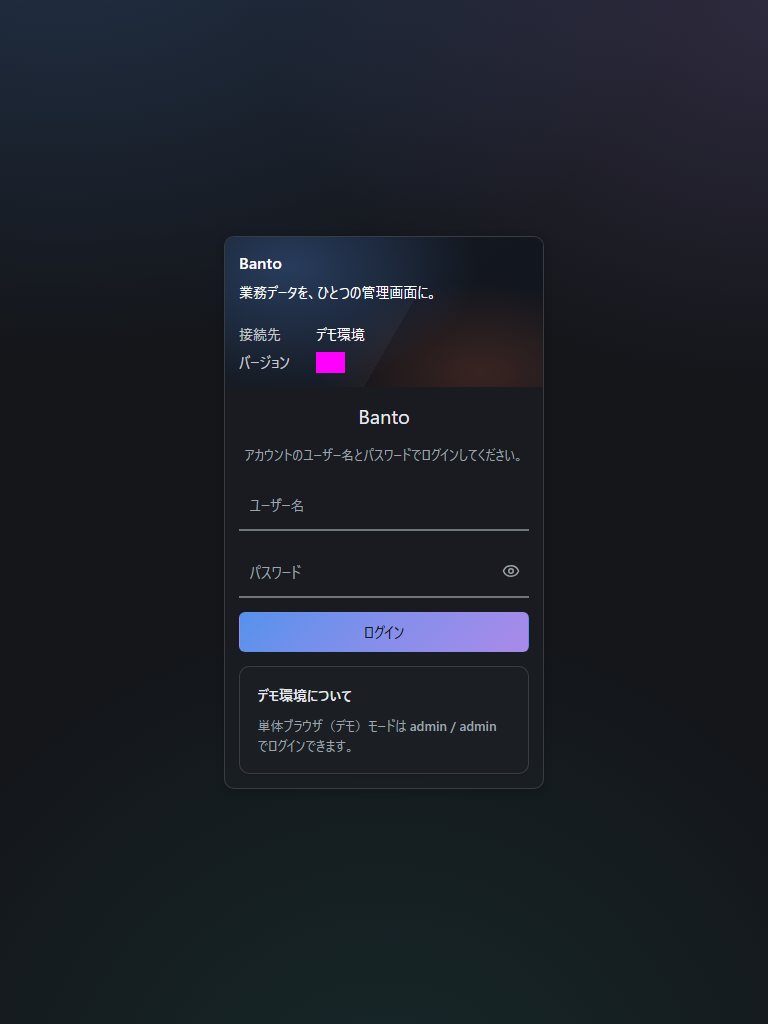 Banto
業務データを、ひとつの管理画面に。
接続先 デモ環境
バージョン
Banto
アカウントのユーザー名とパスワードでログインしてください。
ユーザー名
パスワード
ログイン
デモ環境について
単体ブラウザ（デモ）モードは admin / admin
でログインできます。